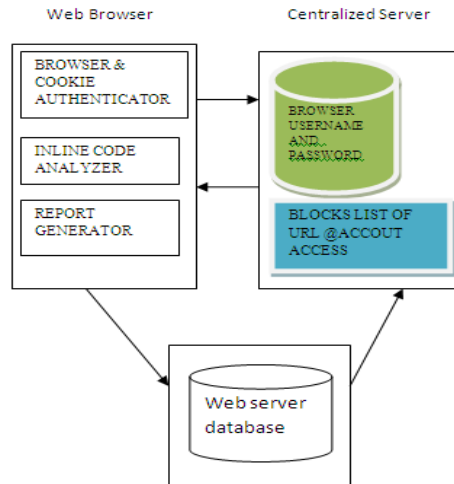 Web Browser
Centralized Server
BROWSER &
COOKIE
AUTHENTICATOR
INLINE CODE
ANALYZER
REPORT
GENERATOR
BROWSER
USERNAME
AND
PASSWORD
BLOCKS LIST OF
URL @ACCOUT
ACCESS
Web server
database